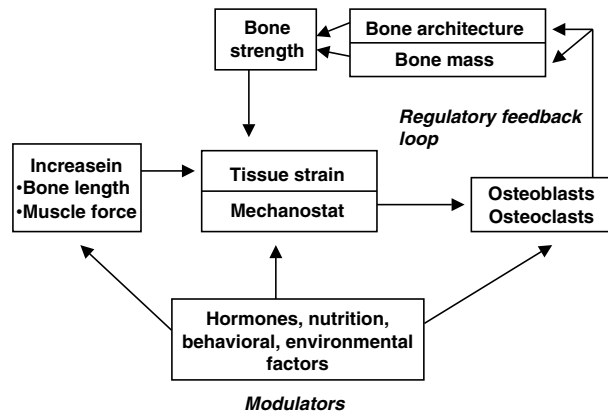 Bone
strength
Bone architecture
Bone mass
Regulatory feedback
loop
Increasein
•Bone length
•Muscle force
Tissue strain
Mechanostat
Osteoblasts
Osteoclasts
Hormones, nutrition,
behavioral, environmental
factors
Modulators